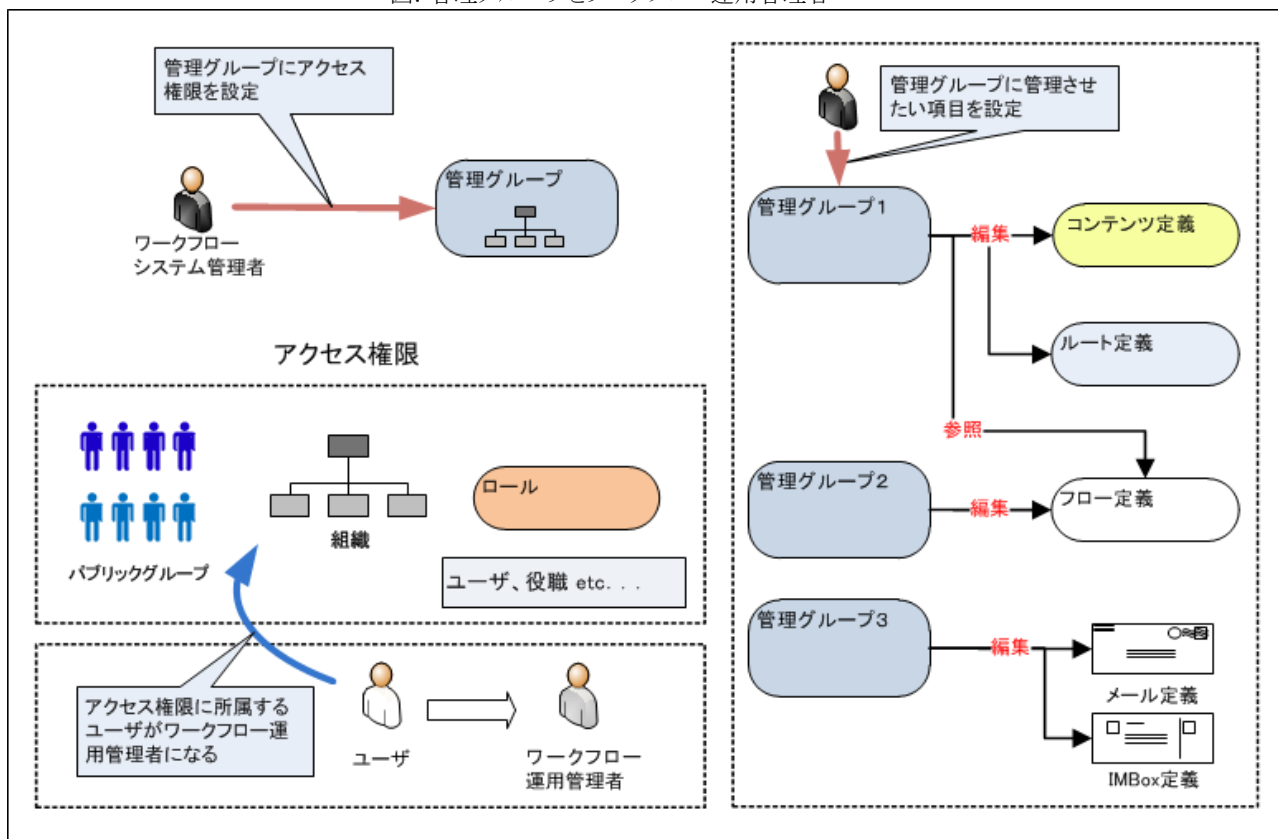 管理グループにアクセス
権限を設定
管理グループ
ワークフロー
システム管理者
アクセス権限
パブリックグループ
組織
ロール
ユーザ、役職 etc. . .
アクセス権限に所属する
ユーザがワークフロー運
用管理者になる
ユーザ
ワークフロー
運用管理者
管理グループに管理させ
たい項目を設定
管理グループ1
編集
コンテンツ定義
ルート定義
参照
管理グループ2
編集
フロー定義
管理グループ3
編集
メール定義
IMBox定義